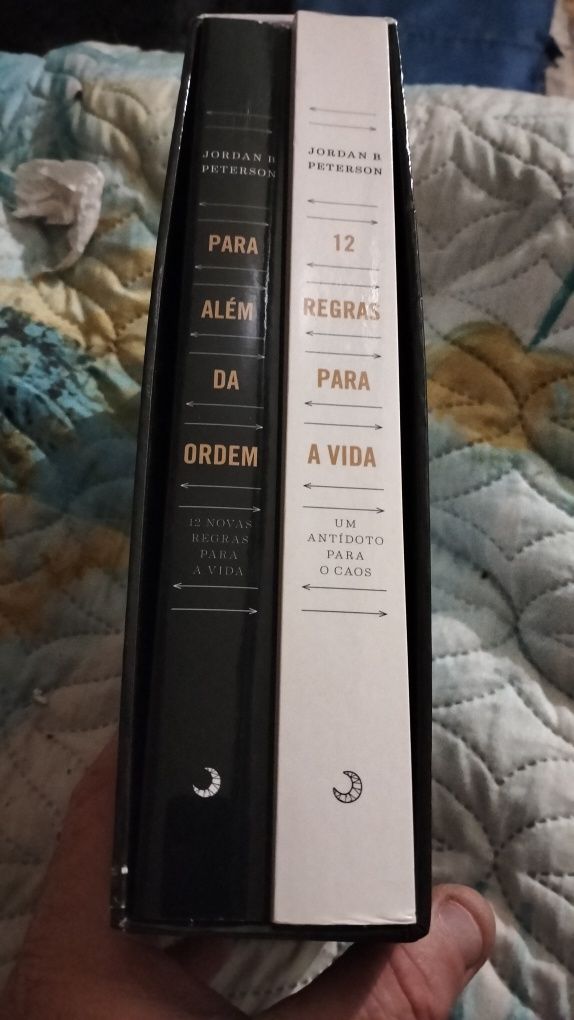 JORDAN B
PETERSON
PARA
ALÉM
DA
ORDEM
12 NOVAS
REGRAS
PARA
A VIDA
JORDAN B
PETERSON
12
REGRAS
PARA
A VIDA
UM
ANTÍDOTO
PARA
O CAOS